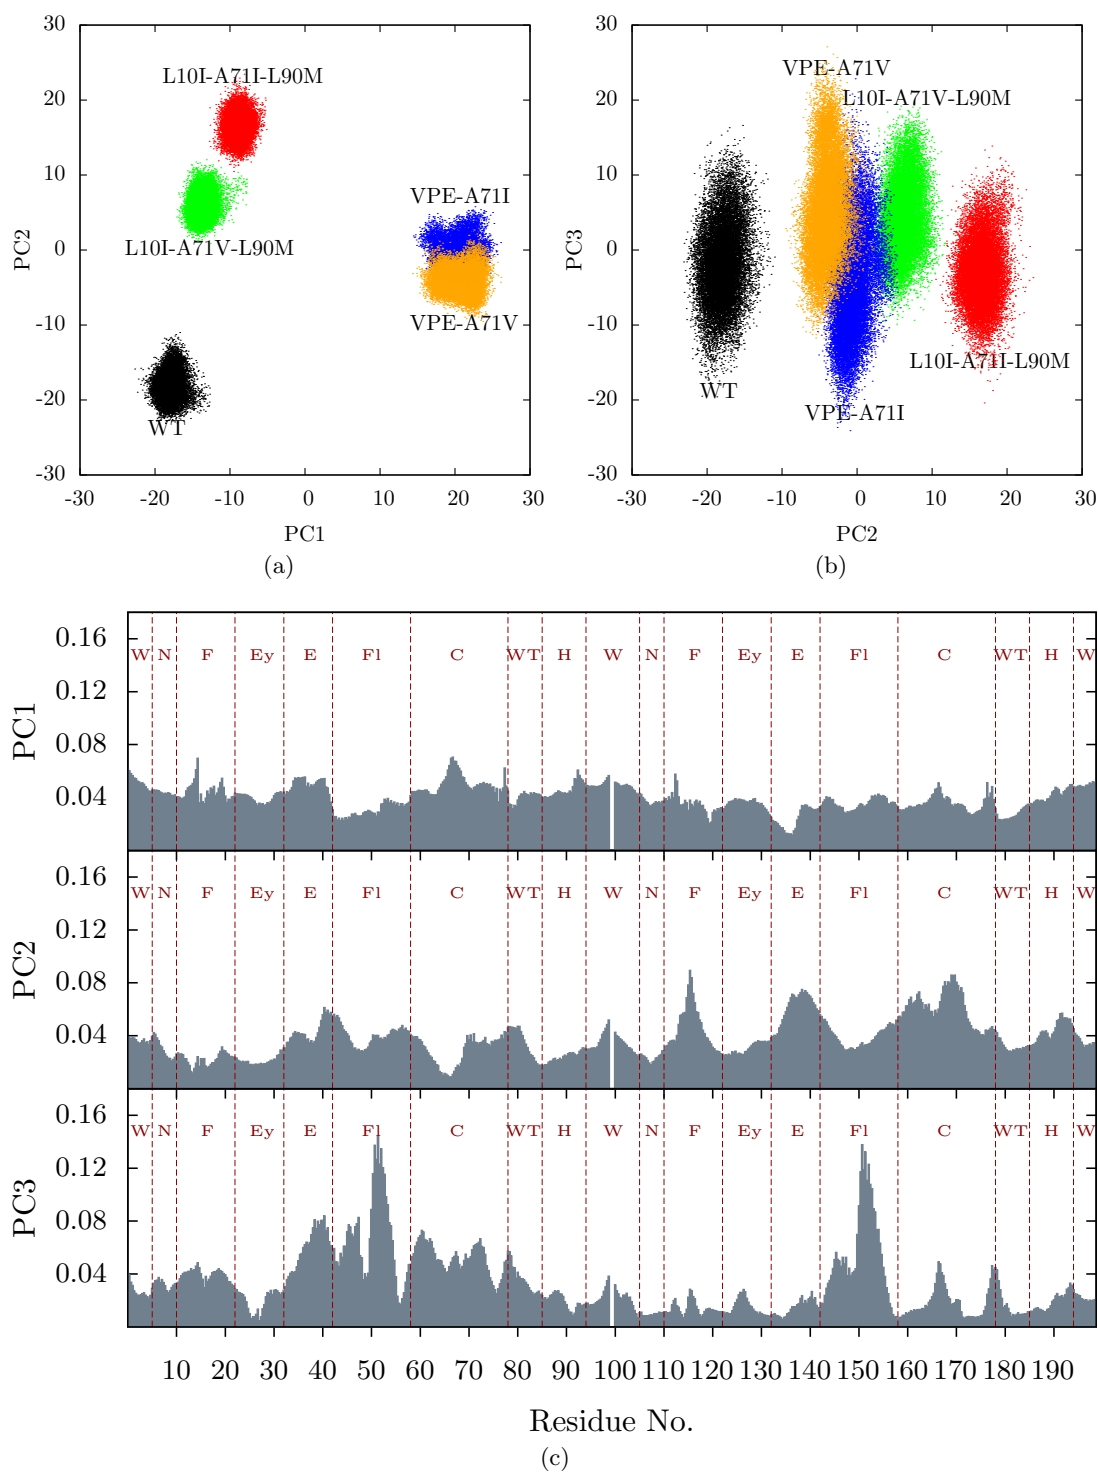 30
20
10
0
-10
-20
-30
PC2
L10I-A71I-L90M
L10I-A71V-L90M
VPE-A71I
VPE-A71V
WT
-30 -20 -10 0 10 20 30
PC1
(a)
30
20
10
0
-10
-20
-30
PC3
VPE-A71V
L10I-A71V-L90M
L10I-A71I-L90M
WT
VPE-A71I
-30 -20 -10 0 10 20 30
PC2
(b)
0.16
0.12
0.08
0.04
PC1
W N F Ey E Fl C WT H W N F Ey E Fl C WT H W
0.16
0.12
0.08
0.04
PC2
W N F Ey E Fl C WT H W N F Ey E Fl C WT H W
0.16
0.12
0.08
0.04
PC3
W N F Ey E Fl C WT H W N F Ey E Fl C WT H W
10 20 30 40 50 60 70 80 90 100 110 120 130 140 150 160 170 180 190
Residue No.
(c)